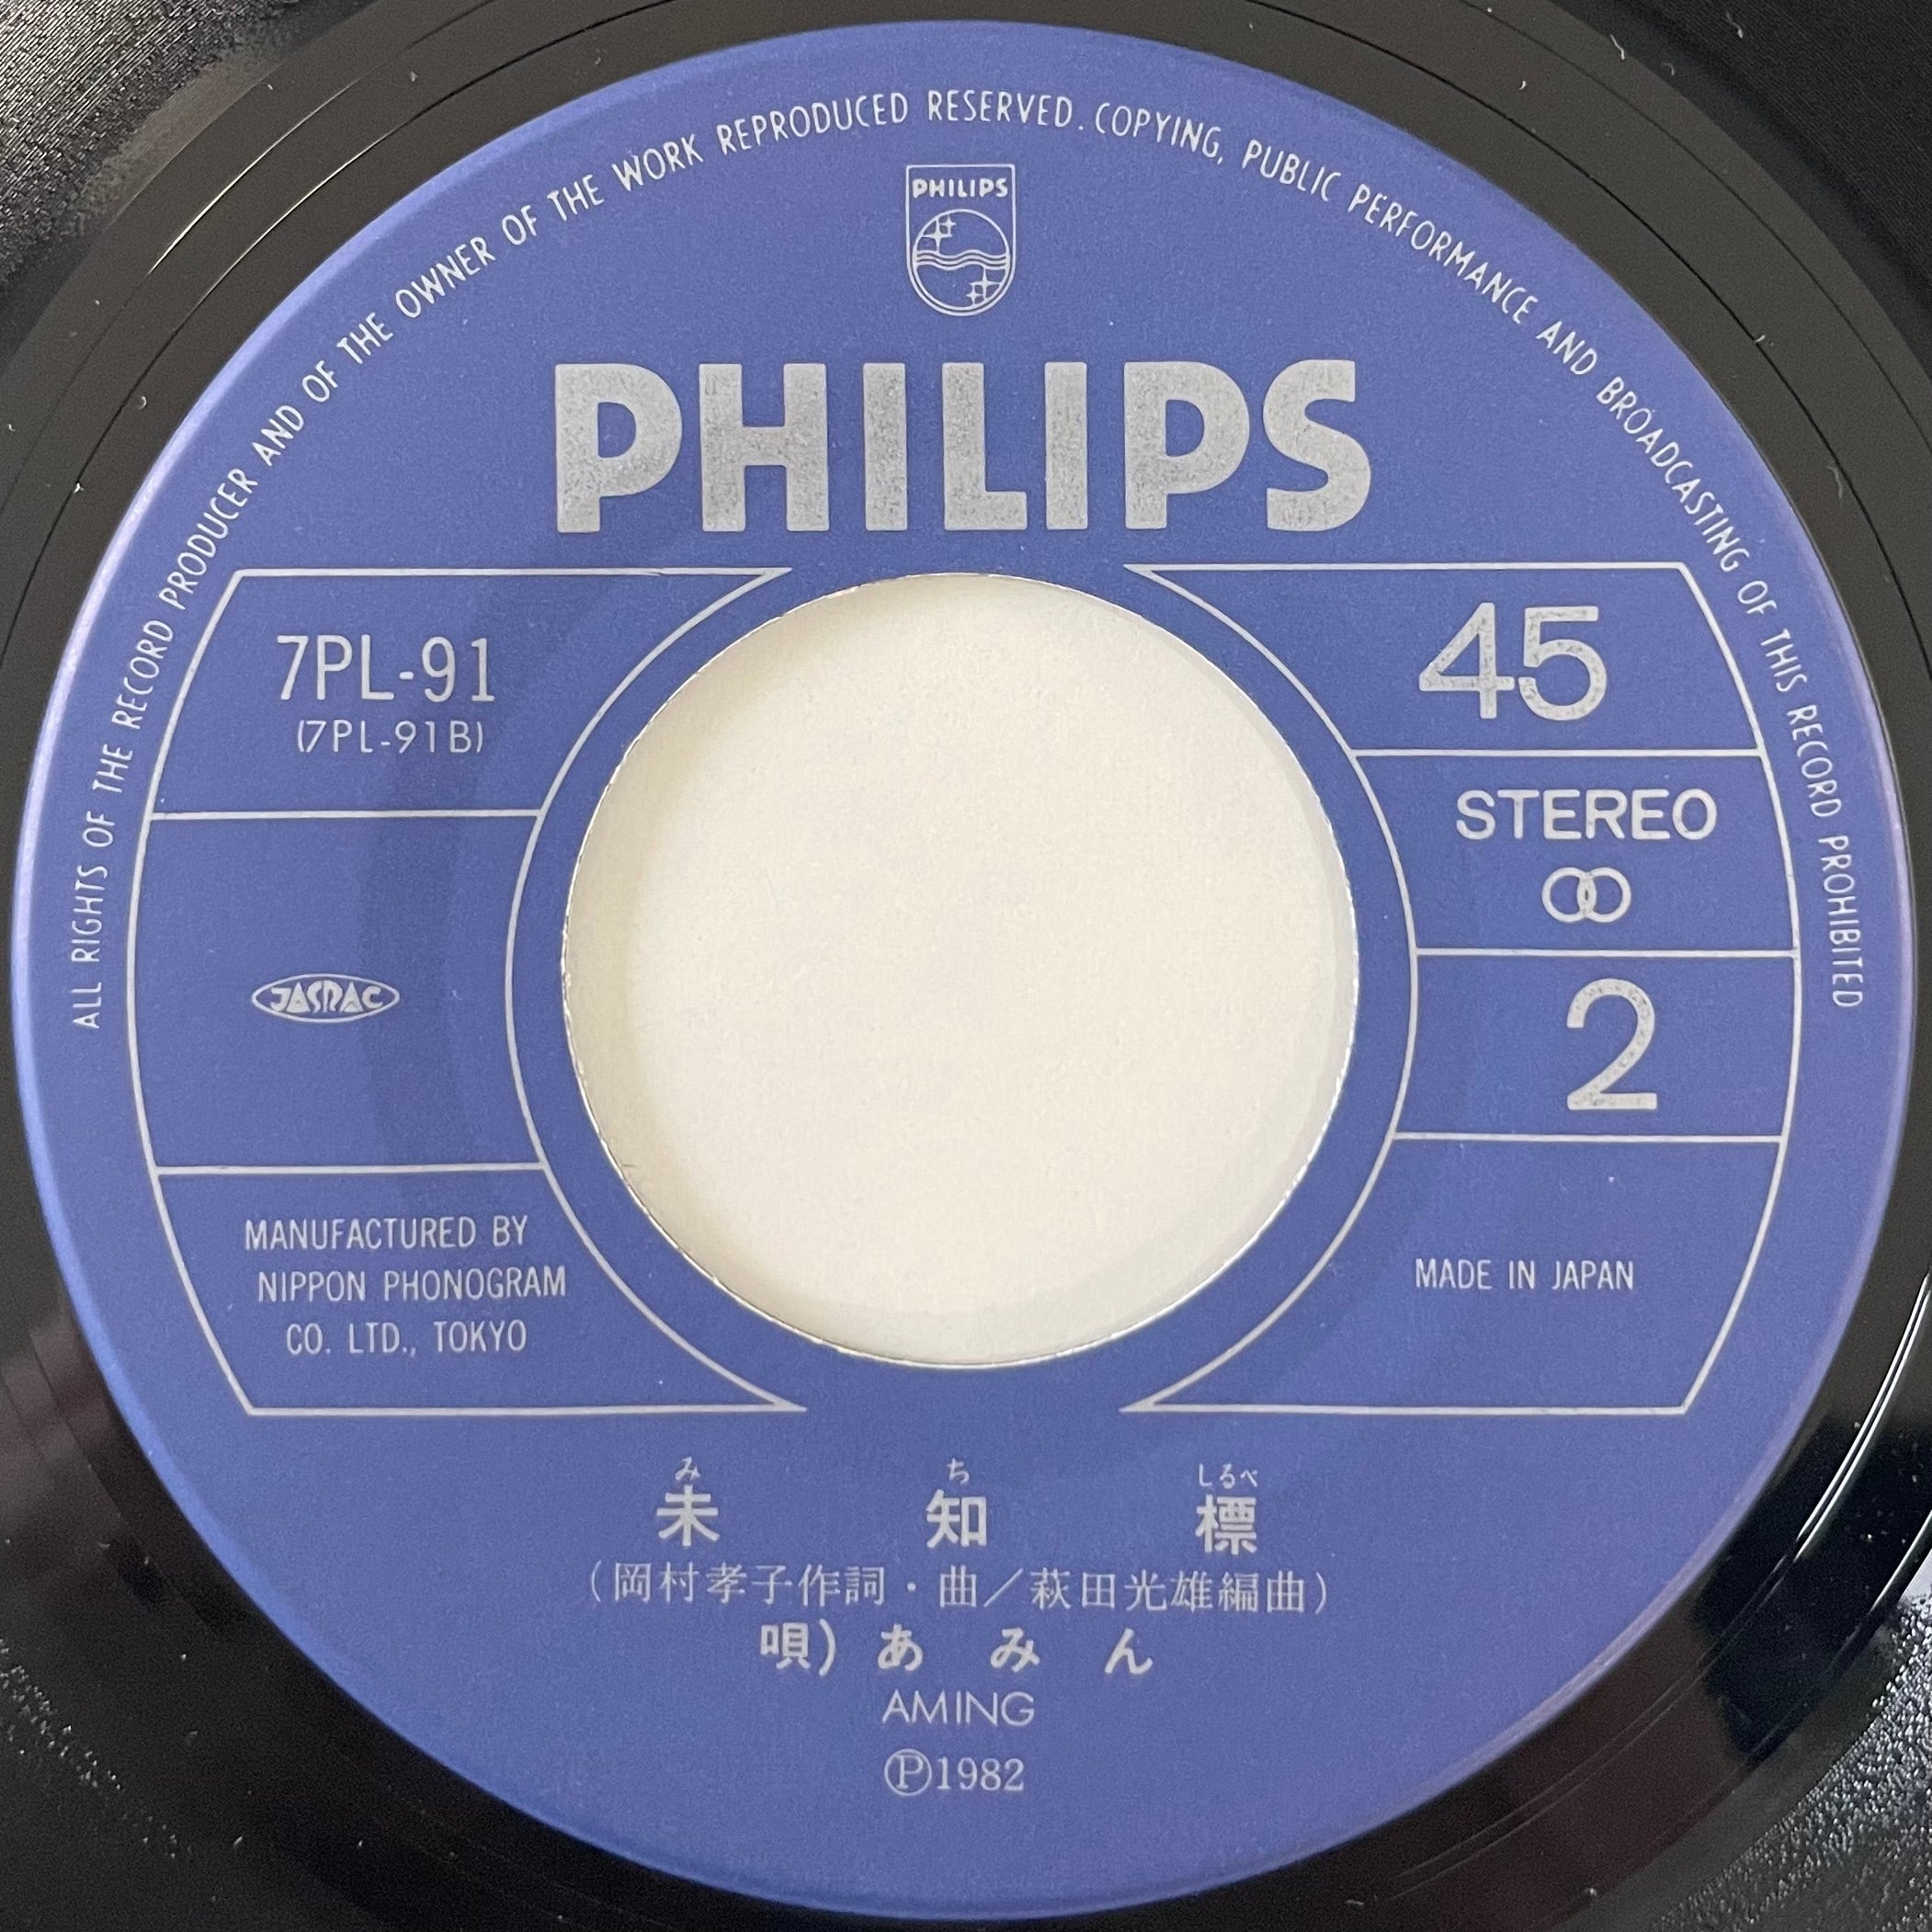 ALL RIGHTS OF THE RECORD PRODUCER AND OF THE OWNER OF THE WORK REPRODUCED RESERVED. COPYING, PUBLIC PERFORMANCE AND BROADCASTING OF THIS RECORD PROHIBITED
PHILIPS
PHILIPS
7PL-91
(7PL-91B)
45
STEREO
JASRAC
2
MANUFACTURED BY
NIPPON PHONOGRAM
CO. LTD., TOKYO
MADE IN JAPAN
み ち しるべ
未知標
(岡村孝子作詞・曲／萩田光雄編曲)
唄) あみん
AMING
Ⓟ1982